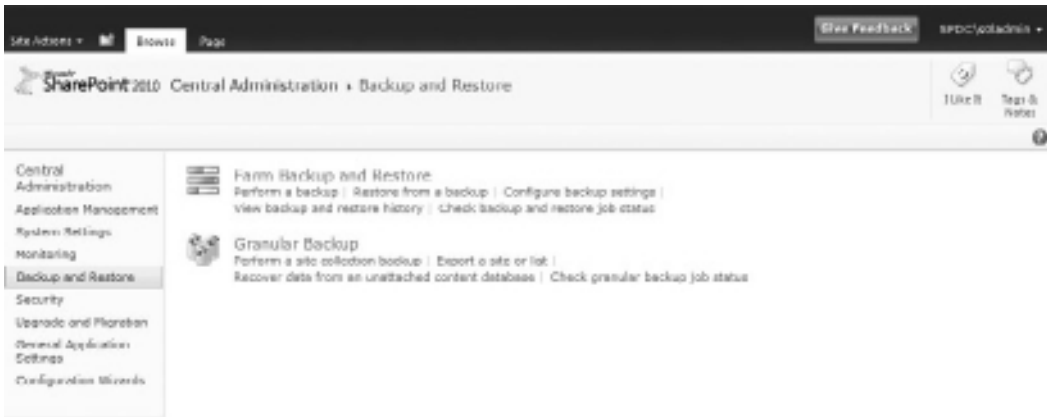 Site Actions Browse Page Give Feedback SPDC\soladmin
Microsoft
SharePoint 2010 Central Administration Backup and Restore
I Like It Tags &
Notes
Central
Administration
Application Management
System Settings
Monitoring
Backup and Restore
Security
Upgrade and Migration
General Application
Settings
Configuration Wizards
Farm Backup and Restore
Perform a backup | Restore from a backup | Configure backup settings |
View backup and restore history | Check backup and restore job status
Granular Backup
Perform a site collection backup | Export a site or list |
Recover data from an unattached content database | Check granular backup job status